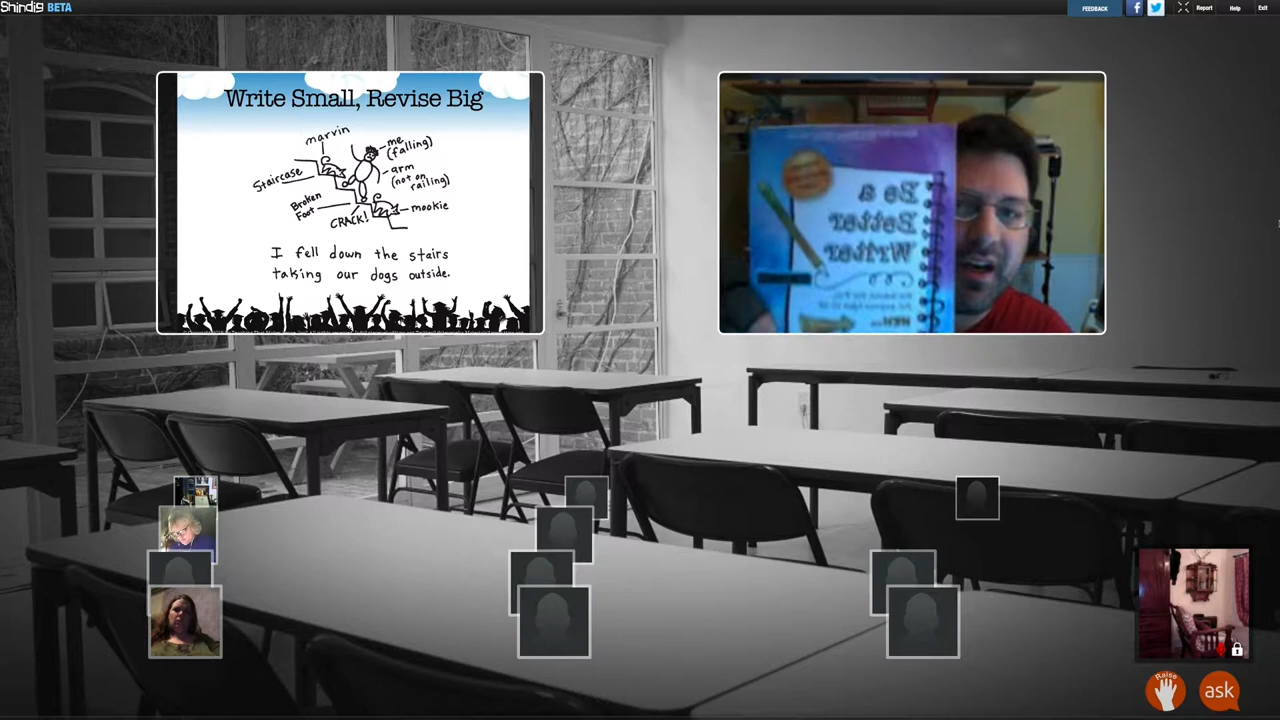 Shindig BETA
FEEDBACK
Report
Help
Exit
Write Small, Revise Big
marvin
me
(falling)
Staircase
arm
(not on
railing)
Broken
Foot
CRACK!
mookie
I fell down the stairs
taking our dogs outside.
Be a
Better
Writer
Raise
ask